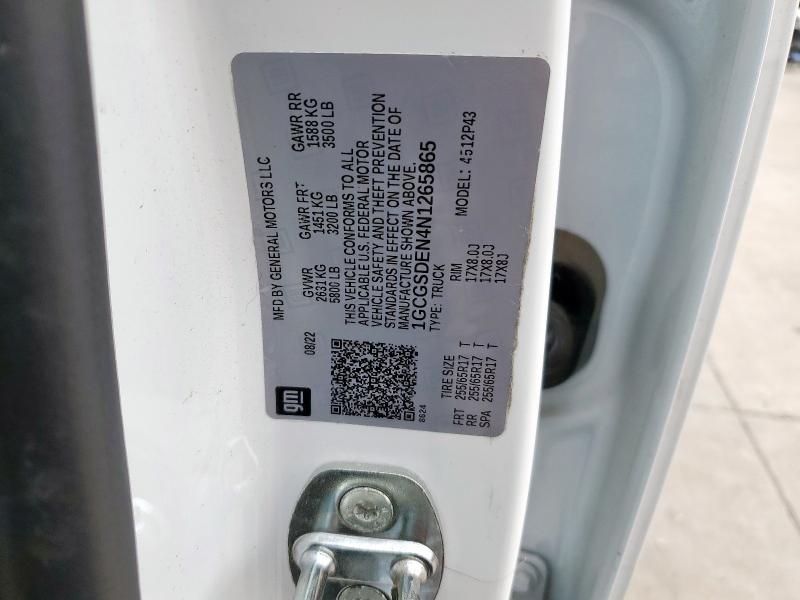 MFD BY GENERAL MOTORS LLC
08/22
GVWR GAWR FRT GAWR RR
2631 KG 1451 KG 1588 KG
5800 LB 3200 LB 3500 LB
THIS VEHICLE CONFORMS TO ALL
APPLICABLE U.S. FEDERAL MOTOR
VEHICLE SAFETY AND THEFT PREVENTION
STANDARDS IN EFFECT ON THE DATE OF
MANUFACTURE SHOWN ABOVE.
1GCGSDEN4N1265865
TYPE: TRUCK MODEL: 4512P43
gm
8624
TIRE SIZE RIM
FRT 255/65R17 T 17X8.0J
RR 255/65R17 T 17X8.0J
SPA 255/65R17 T 17X8J